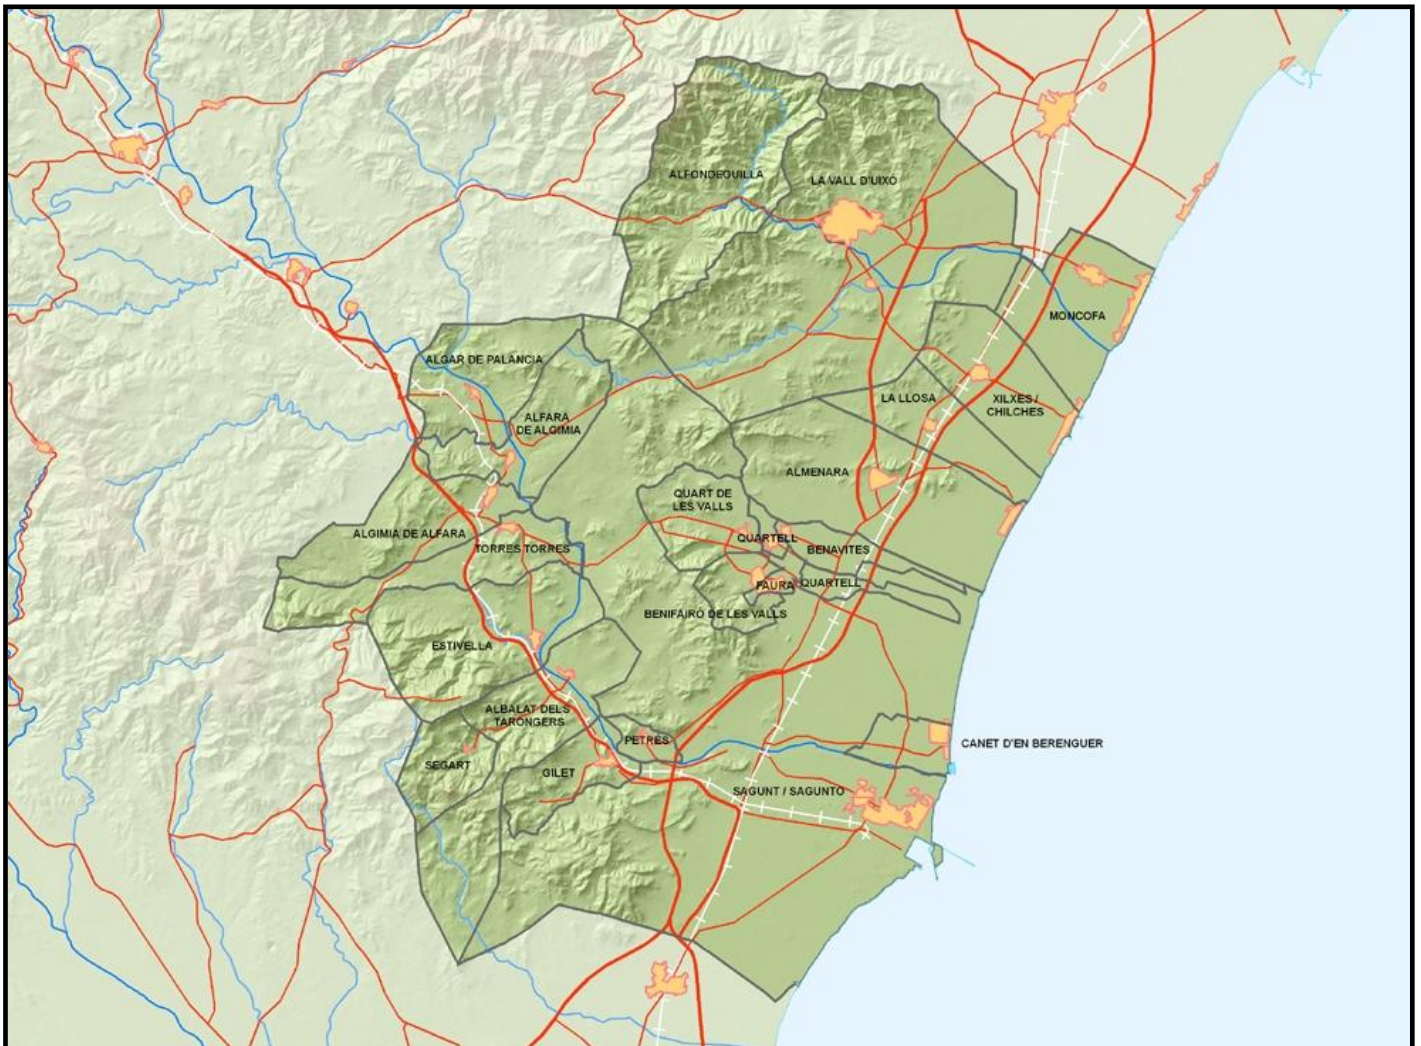 ALFONDEGUILLA
LA VALL D'UIXÓ
MONCOFA
ALGAR DE PALANCIA
LA LLOSA
XILXES /
CHILCHES
ALFARA
DE ALGIMIA
ALMENARA
QUART DE
LES VALLS
ALGIMIA DE ALFARA
TORRES TORRES
QUARTELL
BENAVITES
FAURA
QUARTELL
BENIFAIRÓ DE LES VALLS
ESTIVELLA
ALBALAT DELS
TARONGERS
PETRÉS
CANET D'EN BERENGUER
SEGART
GILET
SAGUNT / SAGUNTO